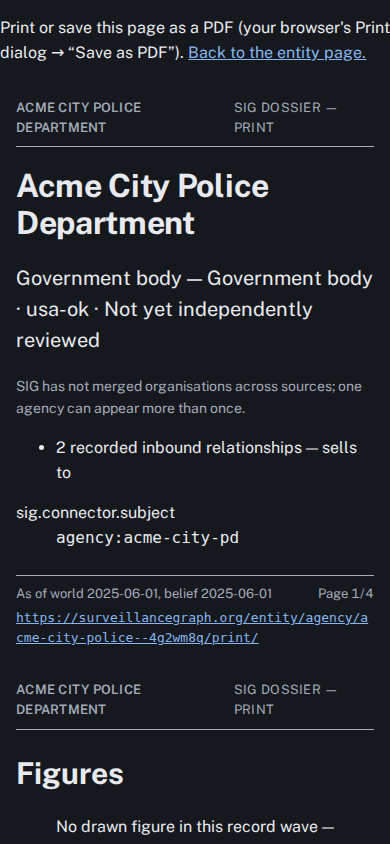 Print or save this page as a PDF (your browser's Print
dialog → “Save as PDF”). Back to the entity page.
ACME CITY POLICE
DEPARTMENT
SIG DOSSIER —
PRINT
Acme City Police
Department
Government body — Government body
· usa-ok · Not yet independently
reviewed
SIG has not merged organisations across sources; one
agency can appear more than once.
• 2 recorded inbound relationships — sells
to
sig.connector.subject
agency:acme-city-pd
As of world 2025-06-01, belief 2025-06-01 Page 1/4
https://surveillancegraph.org/entity/agency/a
cme-city-police--4g2wm8q/print/
ACME CITY POLICE
DEPARTMENT
SIG DOSSIER —
PRINT
Figures
No drawn figure in this record wave —